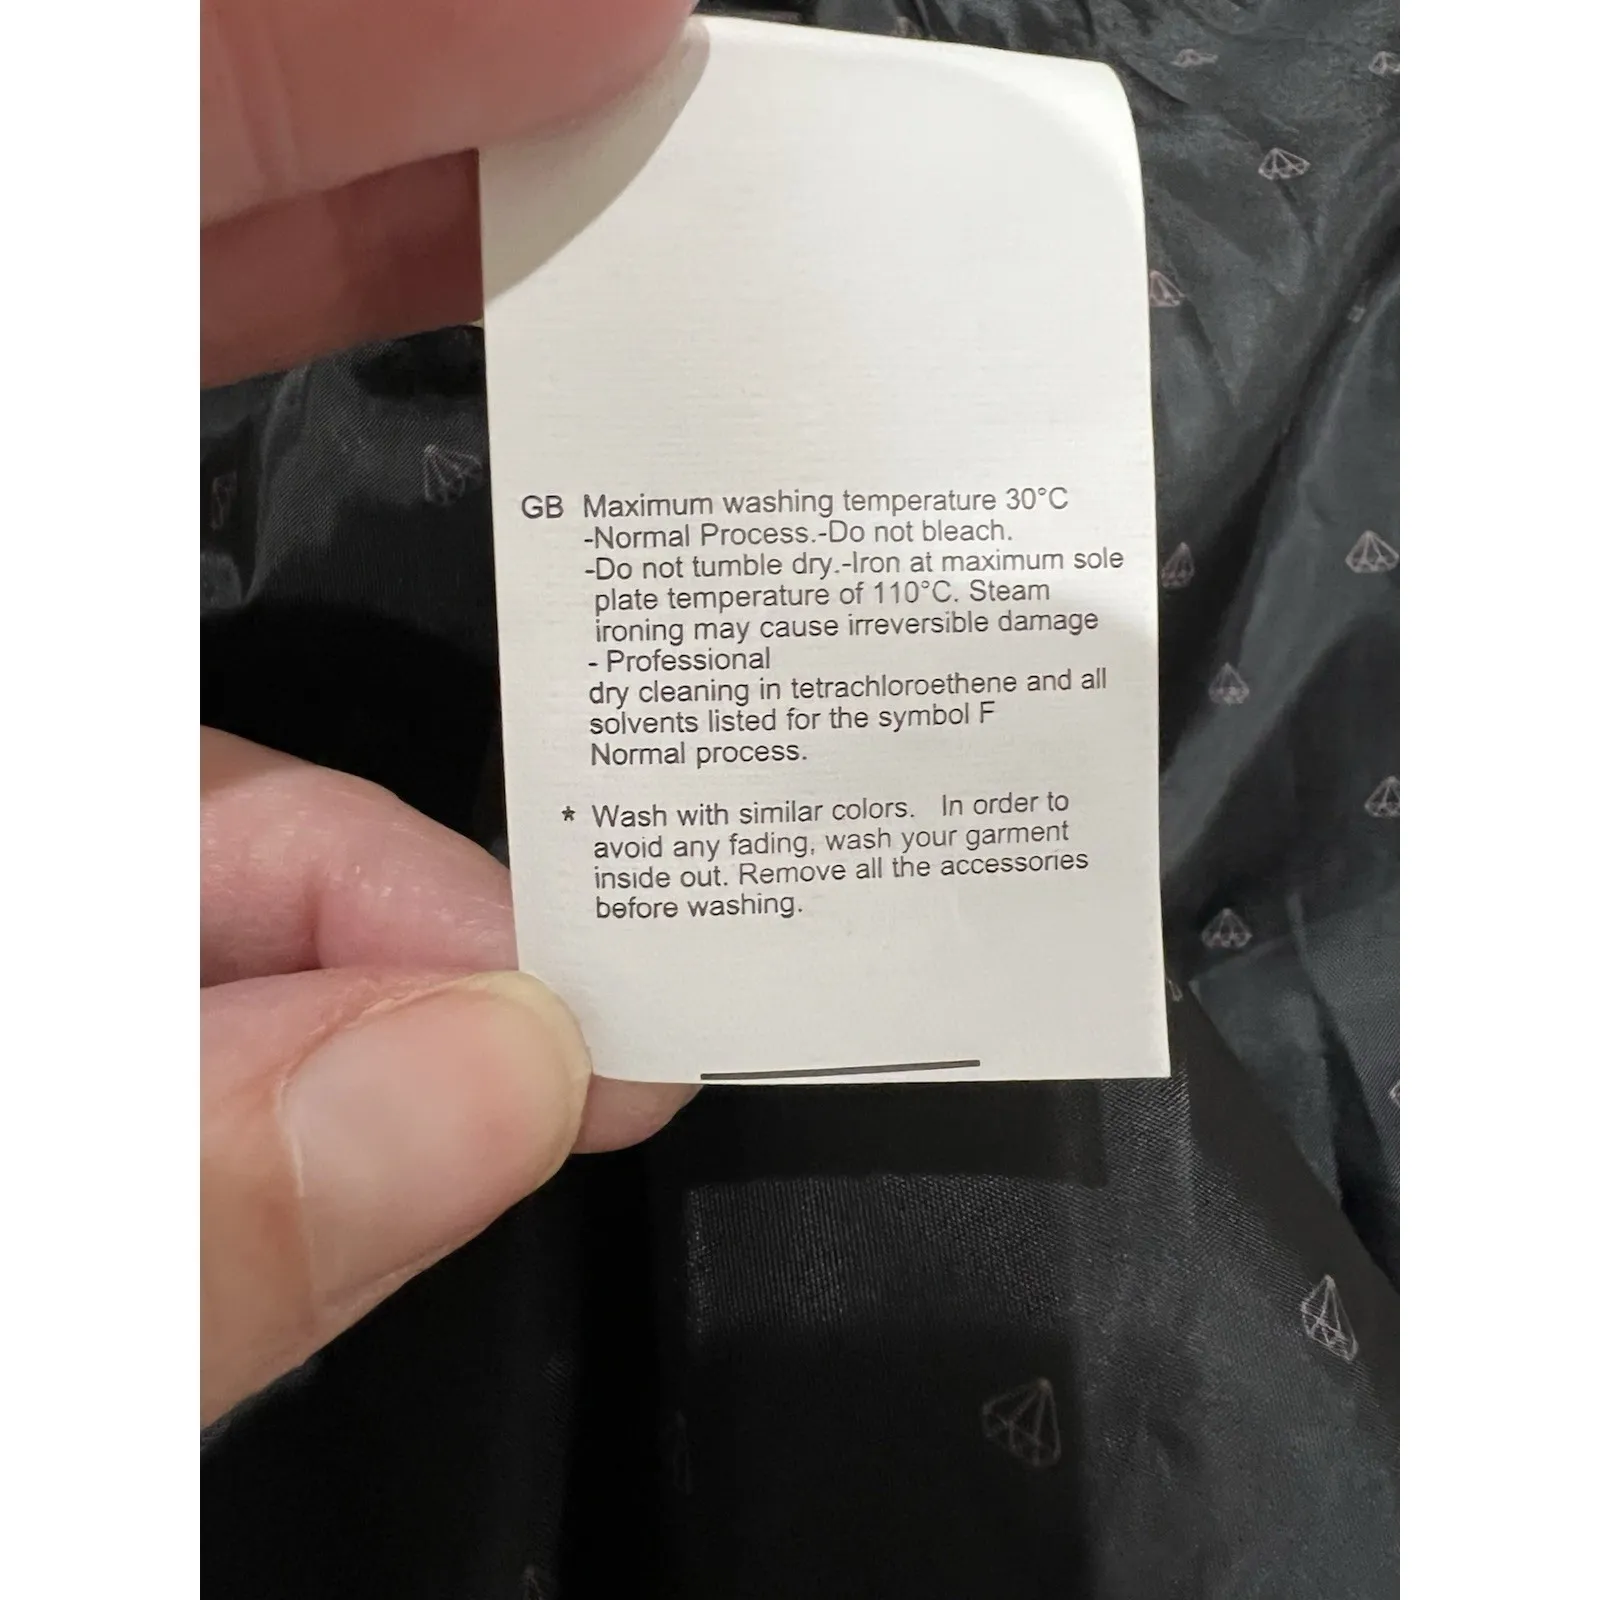 GB Maximum washing temperature 30°C
-Normal Process.-Do not bleach.
-Do not tumble dry.-Iron at maximum sole
plate temperature of 110°C. Steam
ironing may cause irreversible damage
- Professional
dry cleaning in tetrachloroethene and all
solvents listed for the symbol F
Normal process.
* Wash with similar colors. In order to
avoid any fading, wash your garment
inside out. Remove all the accessories
before washing.